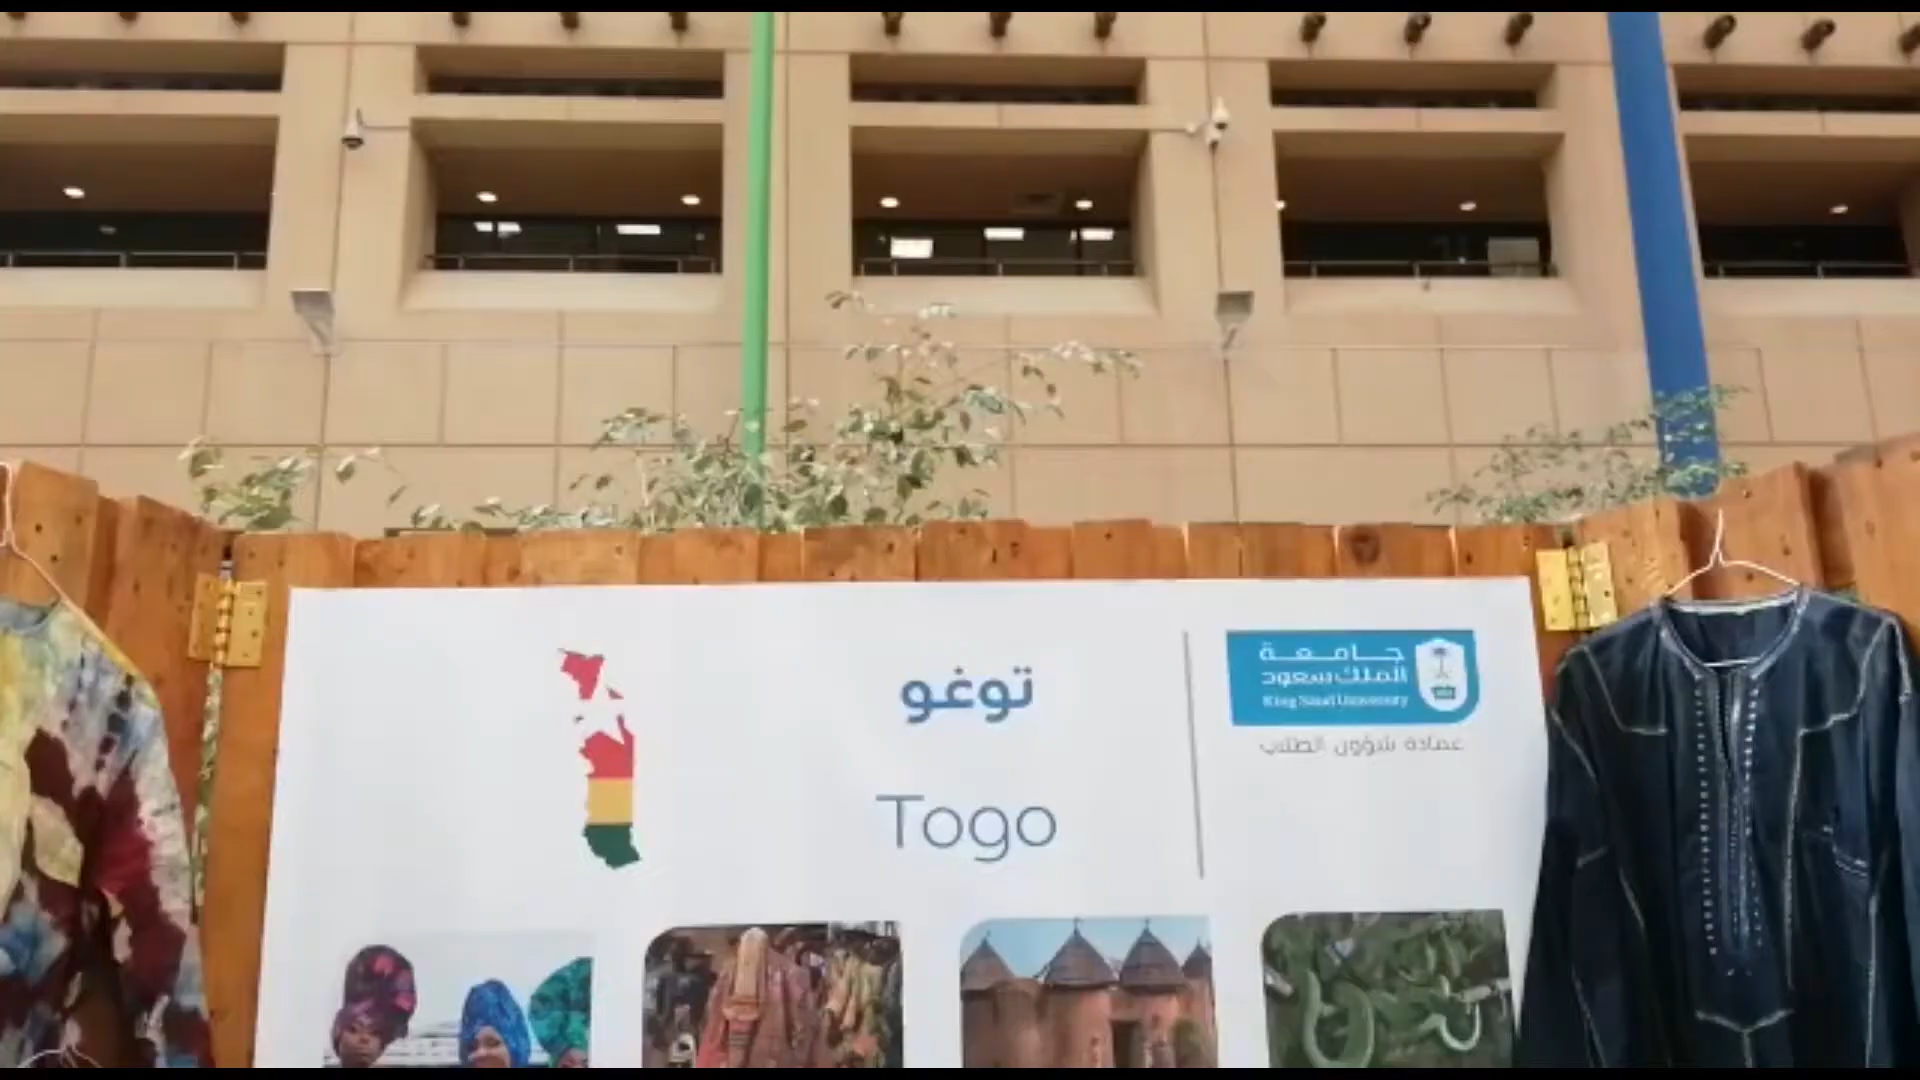 توغو
Togo
جامعة
الملك سعود
King Saud University
عمادة شؤون الطلاب